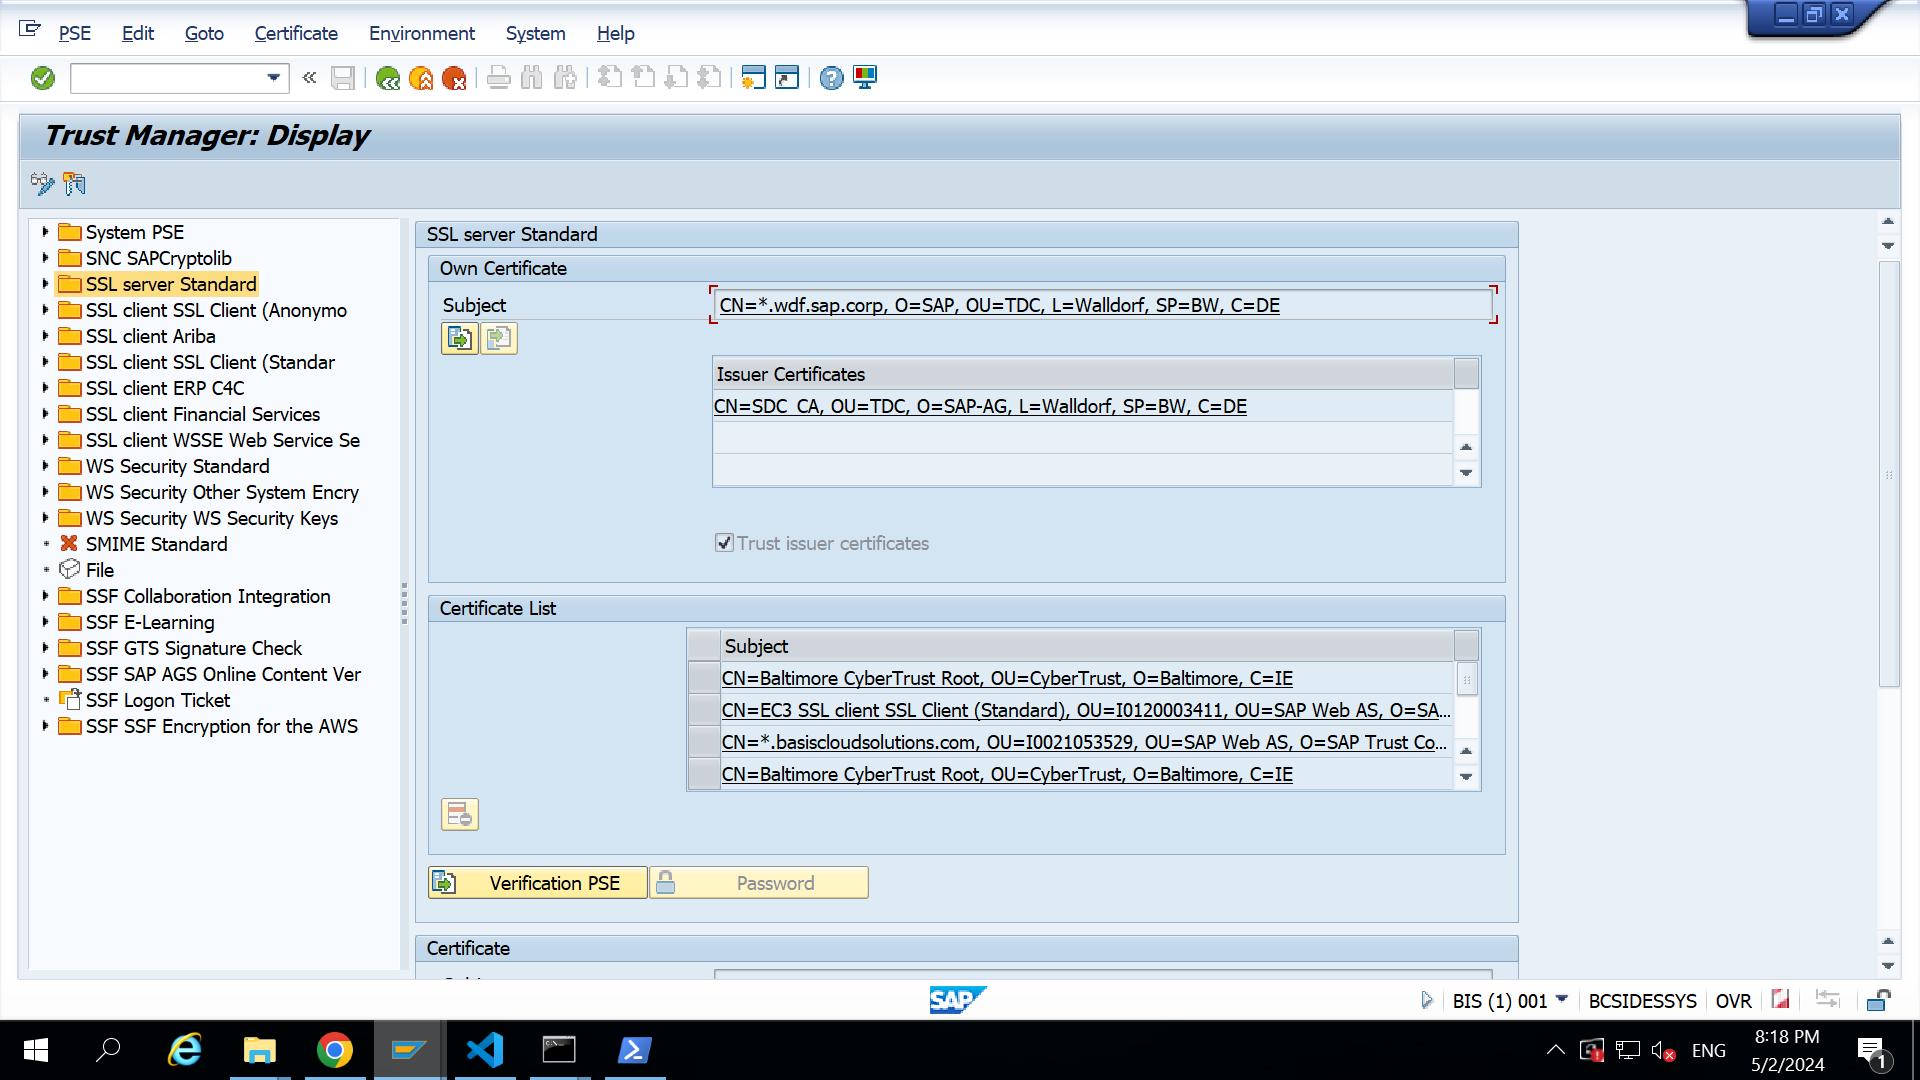 PSE Edit Goto Certificate Environment System Help
Trust Manager: Display
System PSE
SNC SAPCryptolib
SSL server Standard
SSL client SSL Client (Anonymo
SSL client Ariba
SSL client SSL Client (Standar
SSL client ERP C4C
SSL client Financial Services
SSL client WSSE Web Service Se
WS Security Standard
WS Security Other System Encry
WS Security WS Security Keys
SMIME Standard
File
SSF Collaboration Integration
SSF E-Learning
SSF GTS Signature Check
SSF SAP AGS Online Content Ver
SSF Logon Ticket
SSF SSF Encryption for the AWS
SSL server Standard
Own Certificate
Subject CN=*.wdf.sap.corp, O=SAP, OU=TDC, L=Walldorf, SP=BW, C=DE
Issuer Certificates
CN=SDC CA, OU=TDC, O=SAP-AG, L=Walldorf, SP=BW, C=DE
Trust issuer certificates
Certificate List
Subject
CN=Baltimore CyberTrust Root, OU=CyberTrust, O=Baltimore, C=IE
CN=EC3 SSL client SSL Client (Standard), OU=I0120003411, OU=SAP Web AS, O=SA...
CN=*.basiscloudsolutions.com, OU=I0021053529, OU=SAP Web AS, O=SAP Trust Co...
CN=Baltimore CyberTrust Root, OU=CyberTrust, O=Baltimore, C=IE
Verification PSE Password
Certificate
SAP BIS (1) 001 BCSIDESSYS OVR
ENG
8:18 PM
5/2/2024
1